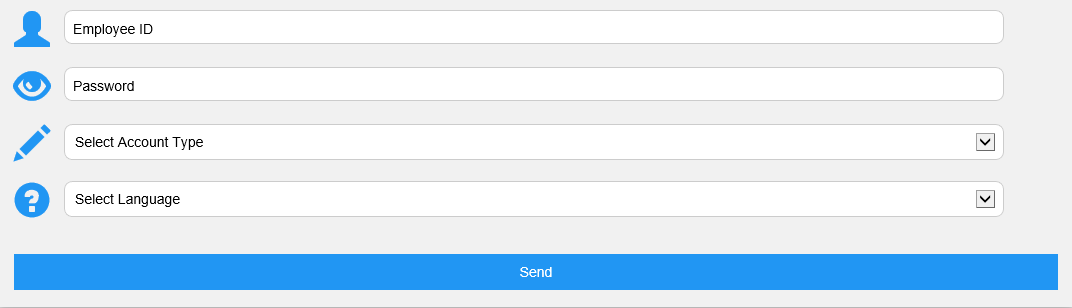 Employee ID
Password
Select Account Type
Select Language
Send